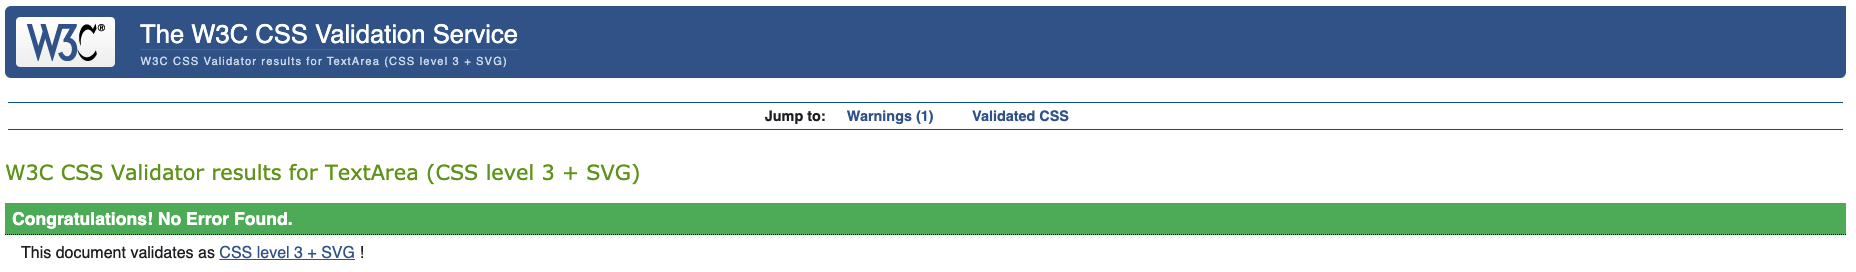 W3C® The W3C CSS Validation Service
W3C CSS Validator results for TextArea (CSS level 3 + SVG)
Jump to: Warnings (1) Validated CSS
W3C CSS Validator results for TextArea (CSS level 3 + SVG)
Congratulations! No Error Found.
This document validates as CSS level 3 + SVG !